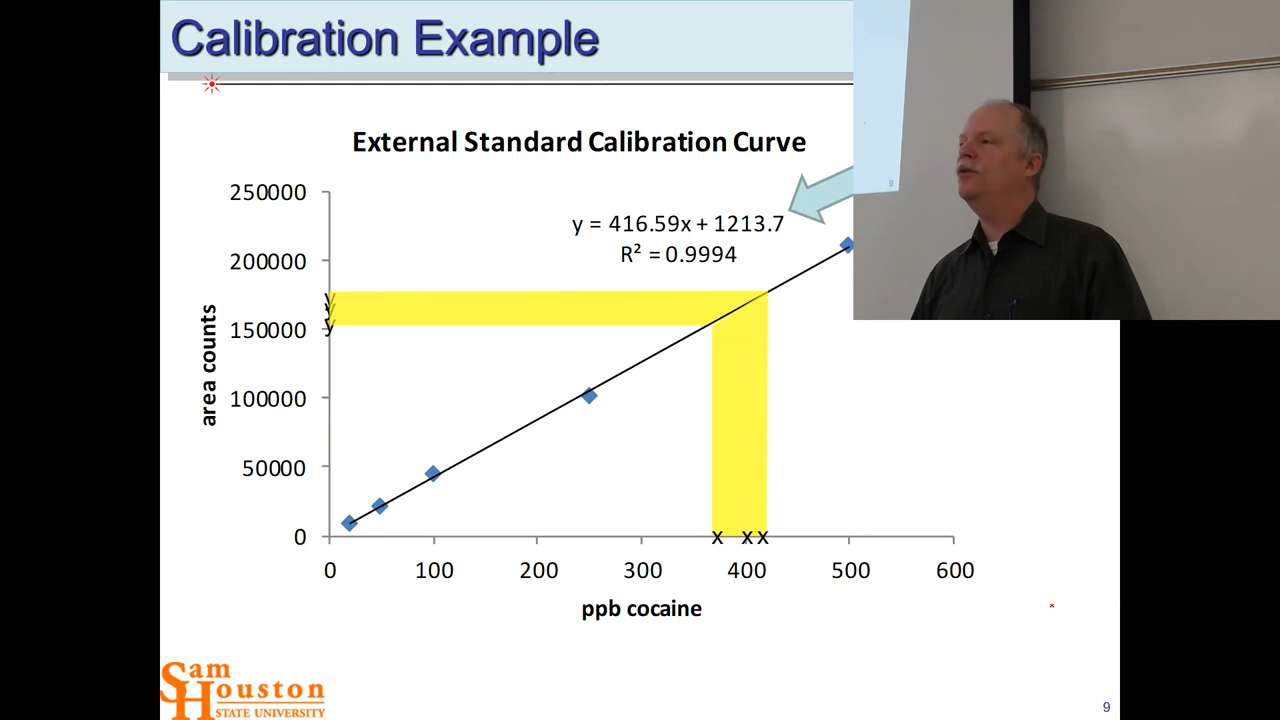 Calibration Example
External Standard Calibration Curve
y = 416.59x + 1213.7
R² = 0.9994
250000
200000
150000
100000
50000
0
area counts
y
y
y
x x x
0 100 200 300 400 500 600
ppb cocaine
Sam
Houston
STATE UNIVERSITY
9